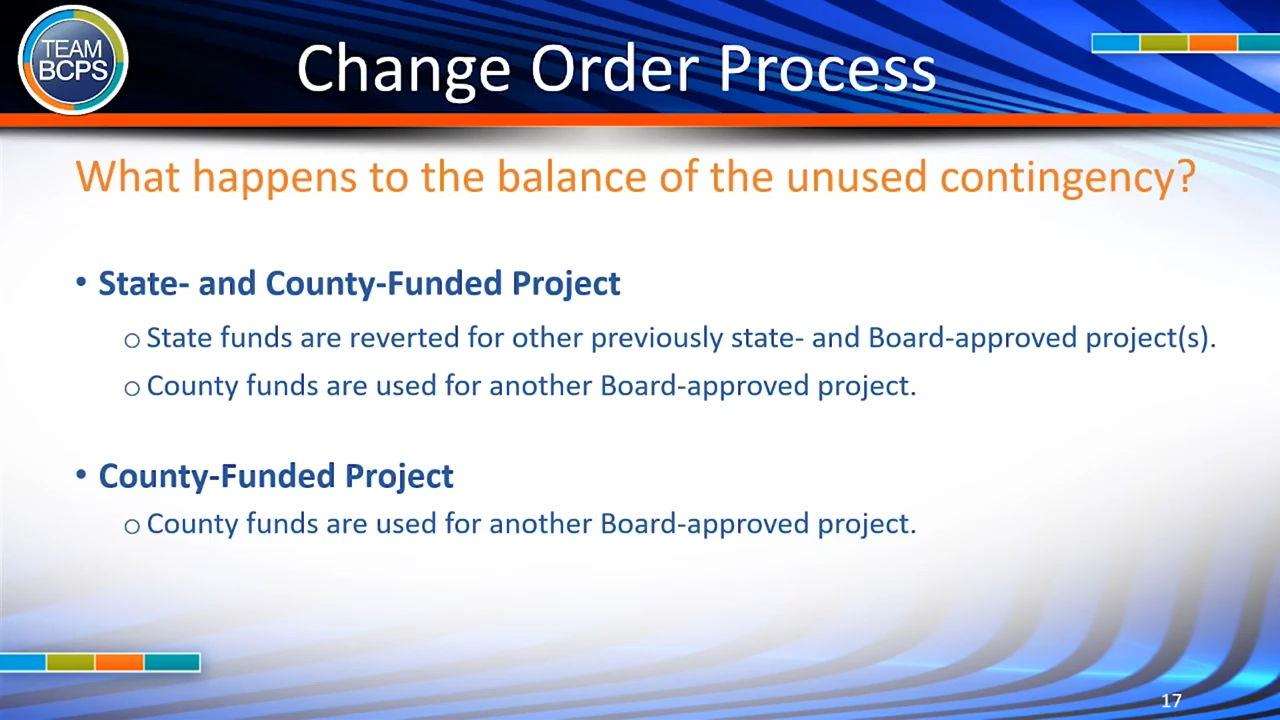 TEAM
BCPS
Change Order Process
What happens to the balance of the unused contingency?
• State- and County-Funded Project
o State funds are reverted for other previously state- and Board-approved project(s).
o County funds are used for another Board-approved project.
• County-Funded Project
o County funds are used for another Board-approved project.
17